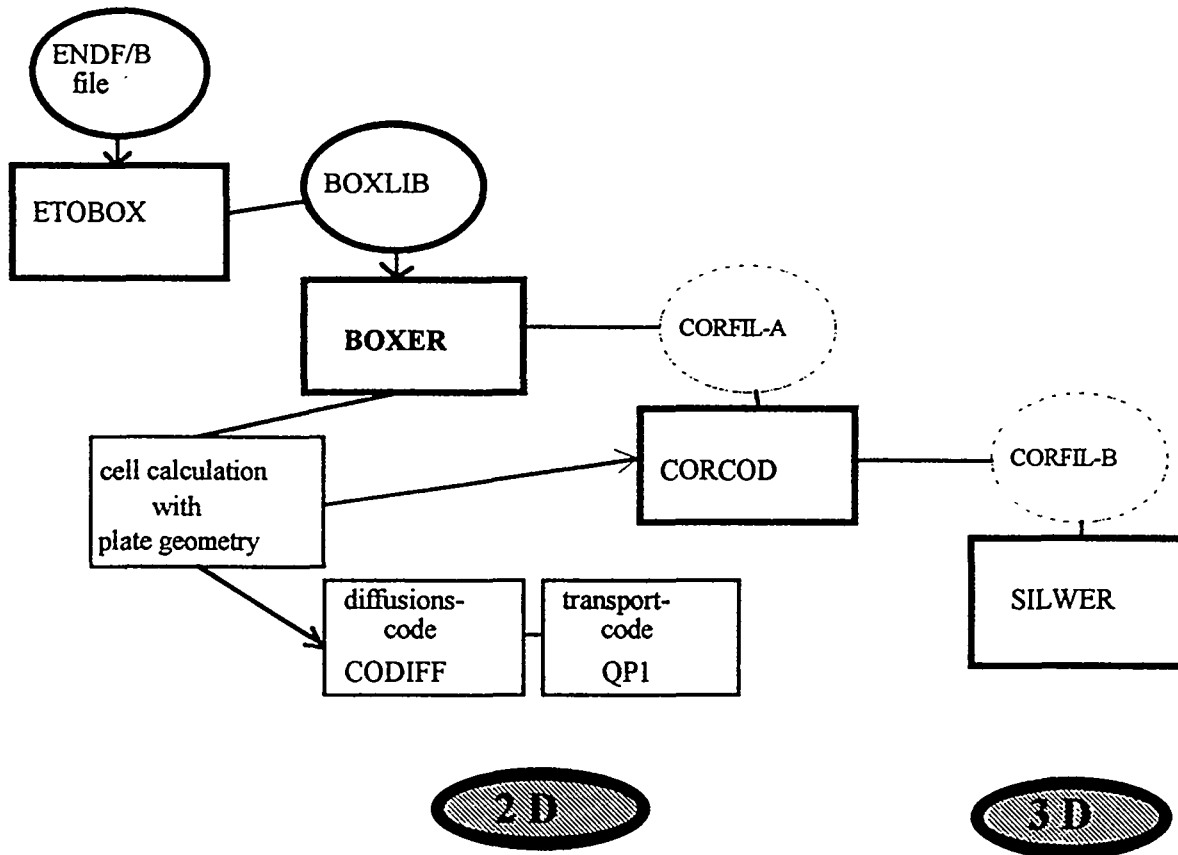 ENDF/B
file
ETOBOX
BOXLIB
BOXER
CORFIL-A
cell calculation
with
plate geometry
CORCOD
CORFIL-B
diffusions-
code
CODIFF
transport-
code
QP1
SILWER
2 D
3 D